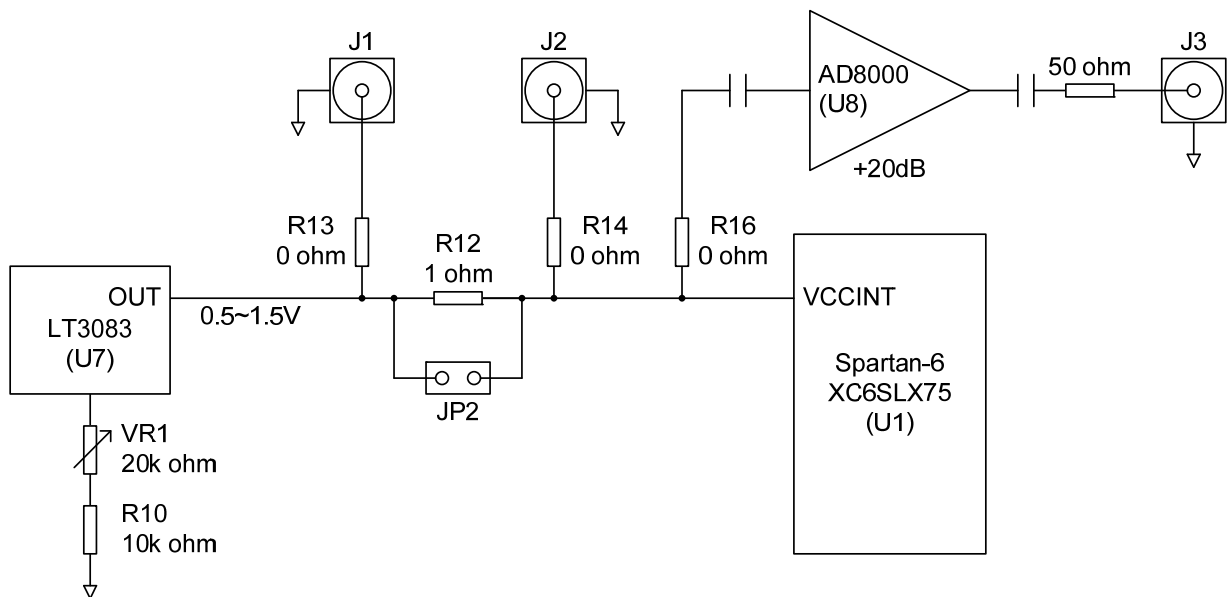 J1
J2
AD8000
(U8)
+20dB
50 ohm
J3
R13
0 ohm
R12
1 ohm
R14
0 ohm
R16
0 ohm
OUT
LT3083
(U7)
0.5~1.5V
JP2
VCCINT
Spartan-6
XC6SLX75
(U1)
VR1
20k ohm
R10
10k ohm